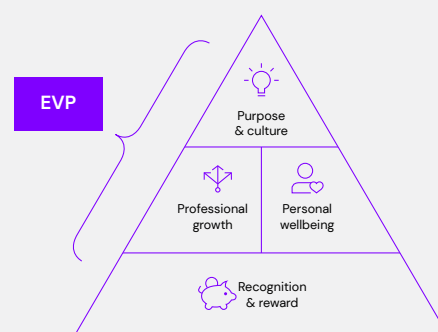 EVP
Purpose
& culture
Professional
growth
Personal
wellbeing
Recognition
& reward